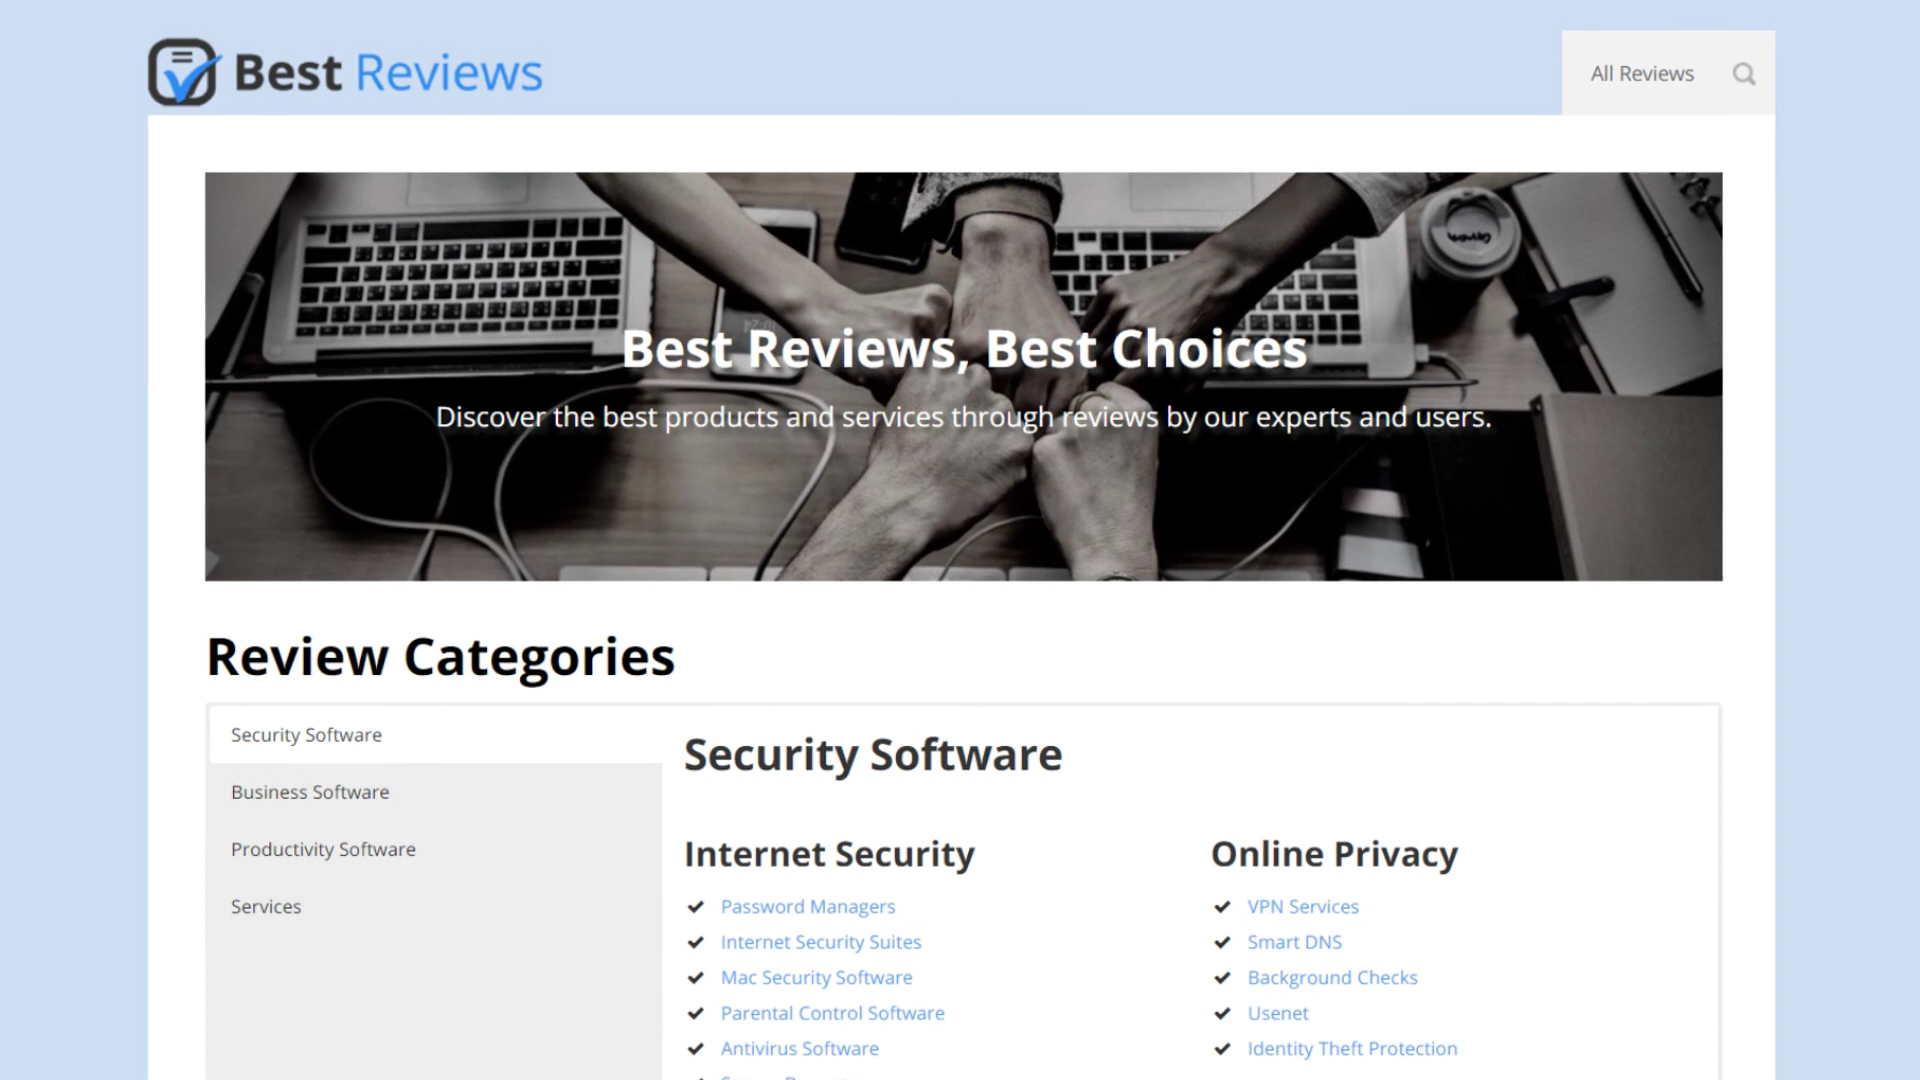 Best Reviews
All Reviews
Best Reviews, Best Choices
Discover the best products and services through reviews by our experts and users.
Review Categories
Security Software
Business Software
Productivity Software
Services
Security Software
Internet Security
Password Managers
Internet Security Suites
Mac Security Software
Parental Control Software
Antivirus Software
Online Privacy
VPN Services
Smart DNS
Background Checks
Usenet
Identity Theft Protection